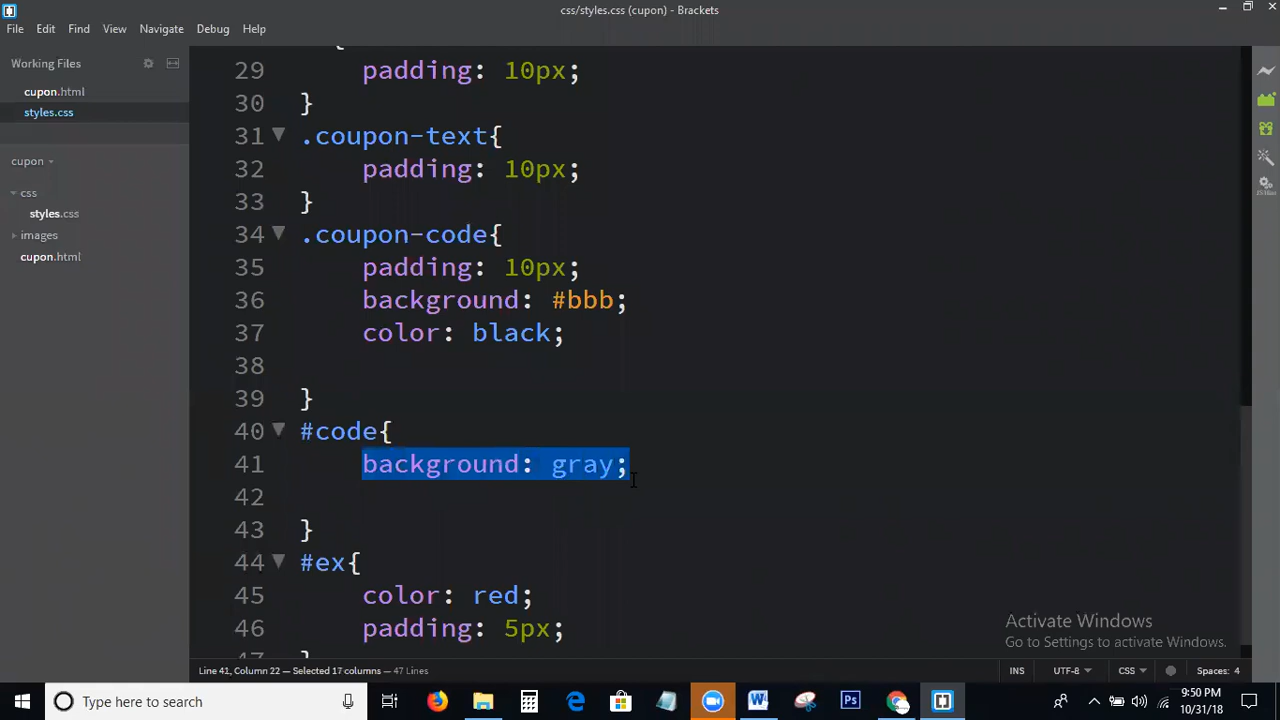 css/styles.css (cupon) - Brackets
File Edit Find View Navigate Debug Help
Working Files
cupon.html
styles.css
cupon
css
styles.css
images
cupon.html
29 padding: 10px;
30 }
31 .coupon-text{
32 padding: 10px;
33 }
34 .coupon-code{
35 padding: 10px;
36 background: #bbb;
37 color: black;
38
39 }
40 #code{
41 background: gray;
42
43 }
44 #ex{
45 color: red;
46 padding: 5px;
47 }
Activate Windows
Go to Settings to activate Windows.
Line 41, Column 22 — Selected 17 columns — 47 Lines
INS UTF-8 CSS Spaces: 4
Type here to search
9:50 PM
10/31/18